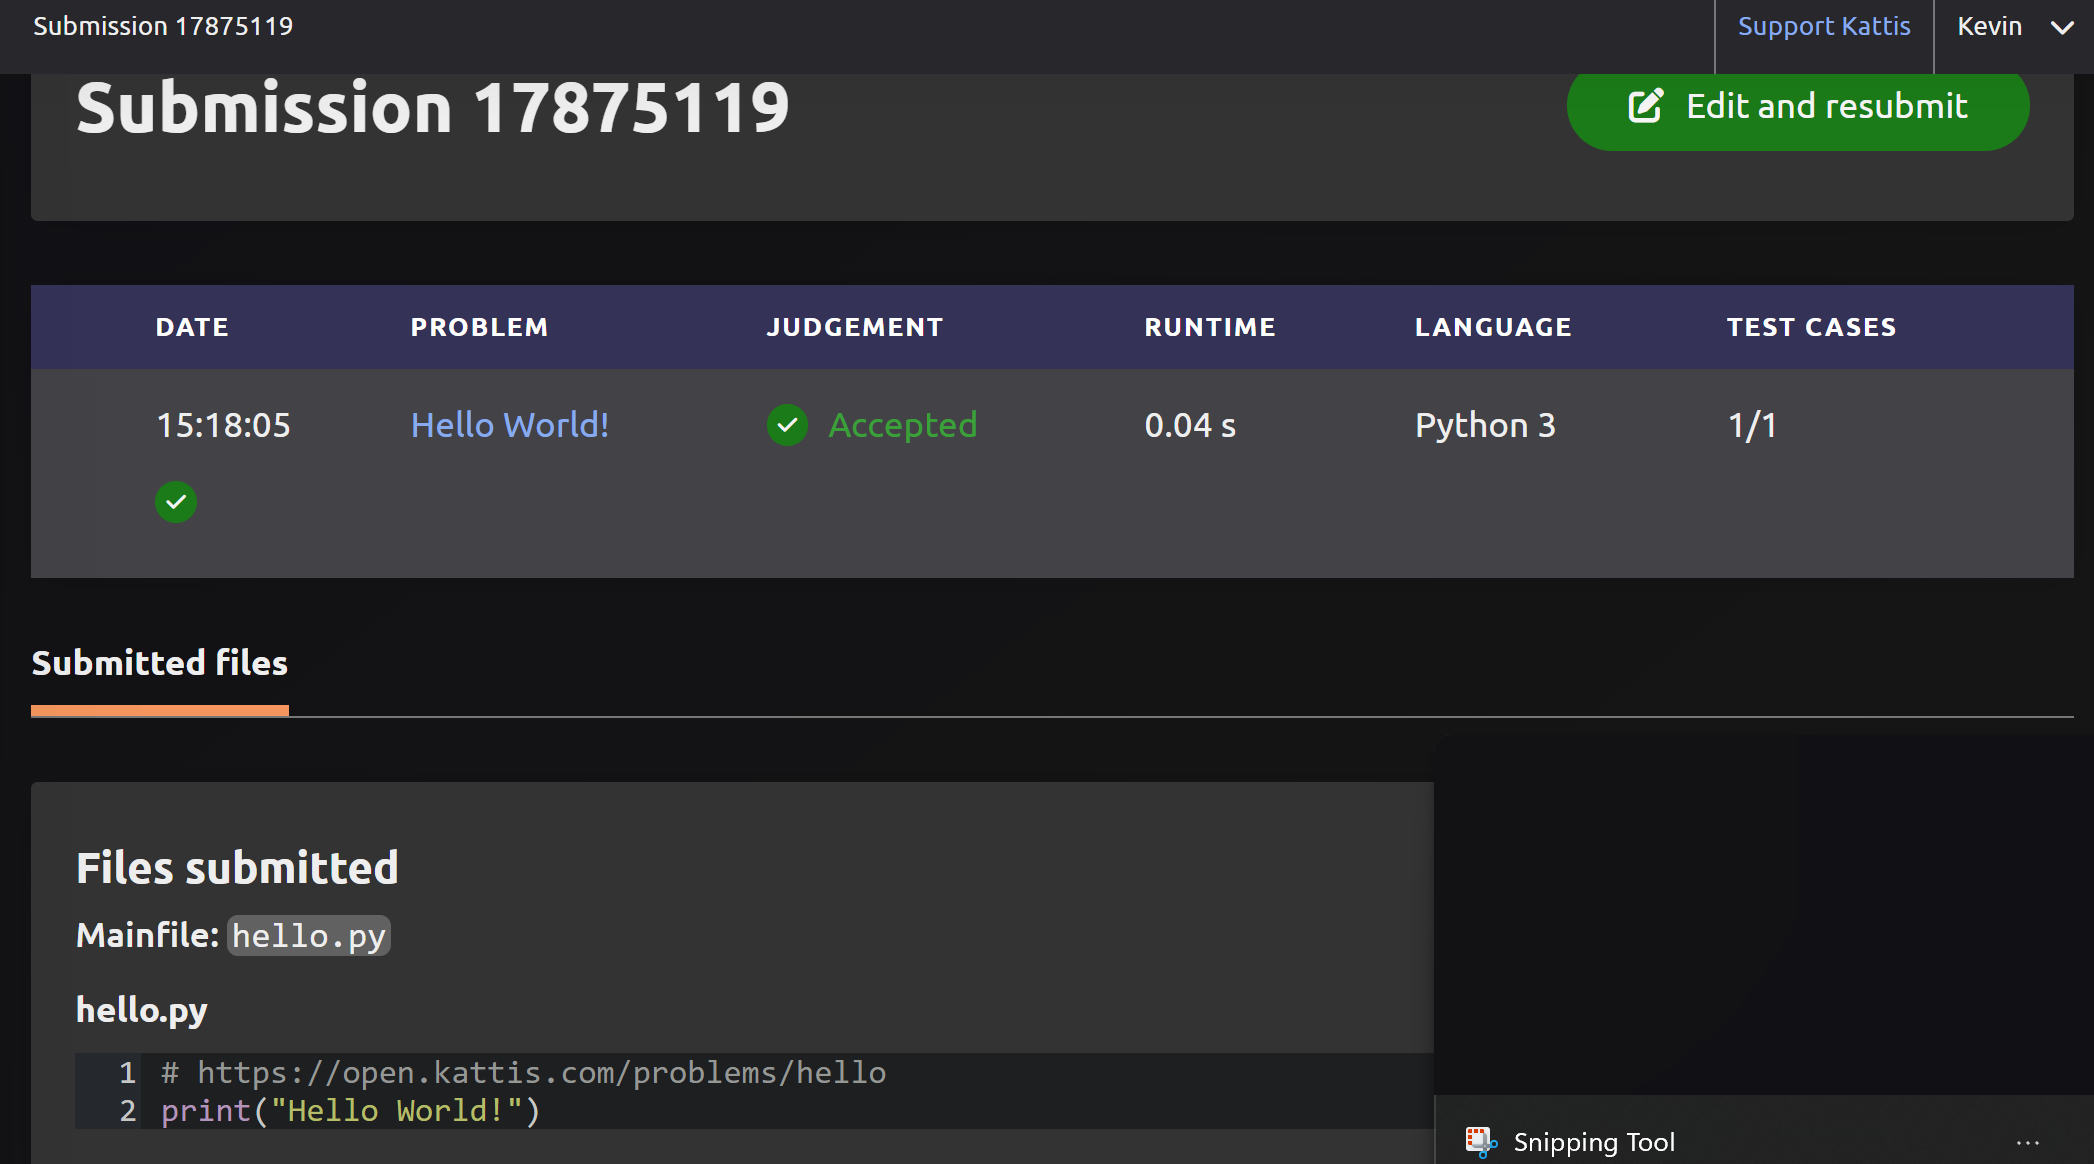 Submission 17875119
Support Kattis
Kevin
Submission 17875119
Edit and resubmit
DATE PROBLEM JUDGEMENT RUNTIME LANGUAGE TEST CASES
15:18:05 Hello World! Accepted 0.04 s Python 3 1/1
Submitted files
Files submitted
Mainfile: hello.py
hello.py
1 # https://open.kattis.com/problems/hello
2 print("Hello World!")
Snipping Tool ...